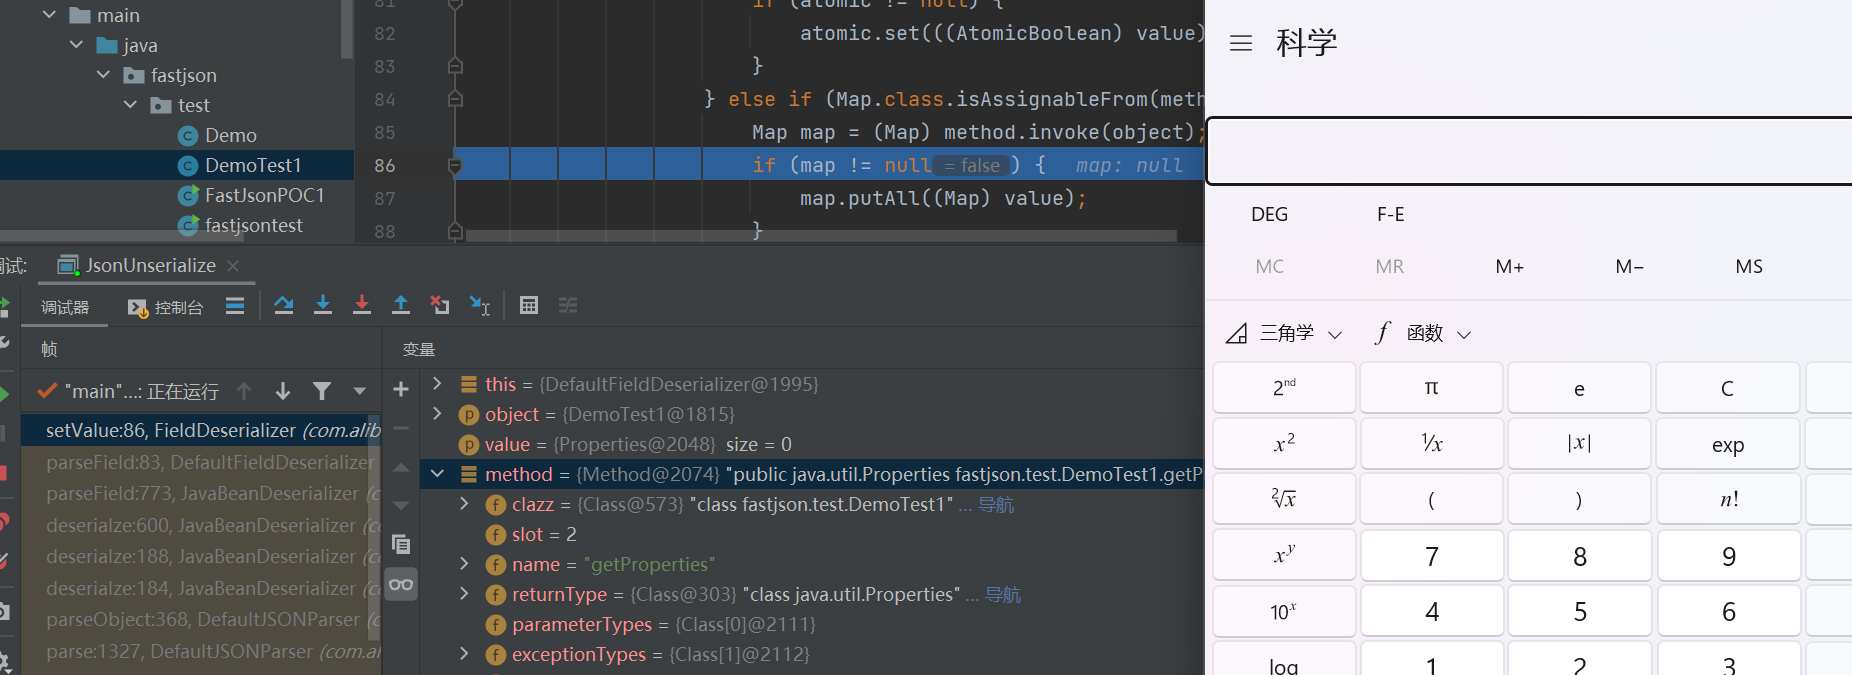 main
java
fastjson
test
Demo
DemoTest1
FastJsonPOC1
fastjsontest
81 if (atomic != null) {
82 atomic.set(((AtomicBoolean) value)
83 }
84 } else if (Map.class.isAssignableFrom(meth
85 Map map = (Map) method.invoke(object);
86 if (map != null = false ) { map: null
87 map.putAll((Map) value);
88 }
调试: JsonUnserialize
调试器 控制台
帧
变量
"main"...: 正在运行
setValue:86, FieldDeserializer (com.alib
parseField:83, DefaultFieldDeserializer
parseField:773, JavaBeanDeserializer (c
deserialze:600, JavaBeanDeserializer (c
deserialze:188, JavaBeanDeserializer (c
deserialze:184, JavaBeanDeserializer (c
parseObject:368, DefaultJSONParser (c
parse:1327, DefaultJSONParser (com.al
this = {DefaultFieldDeserializer@1995}
object = {DemoTest1@1815}
value = {Properties@2048} size = 0
method = {Method@2074} "public java.util.Properties fastjson.test.DemoTest1.getP
clazz = {Class@573} "class fastjson.test.DemoTest1" ... 导航
slot = 2
name = "getProperties"
returnType = {Class@303} "class java.util.Properties" ... 导航
parameterTypes = {Class[0]@2111}
exceptionTypes = {Class[1]@2112}
科学
DEG F-E
MC MR M+ M− MS
三角学 f 函数
2nd π e C
x2 1/x |x| exp
2√x ( ) n!
xy 7 8 9
10x 4 5 6
log 1 2 3